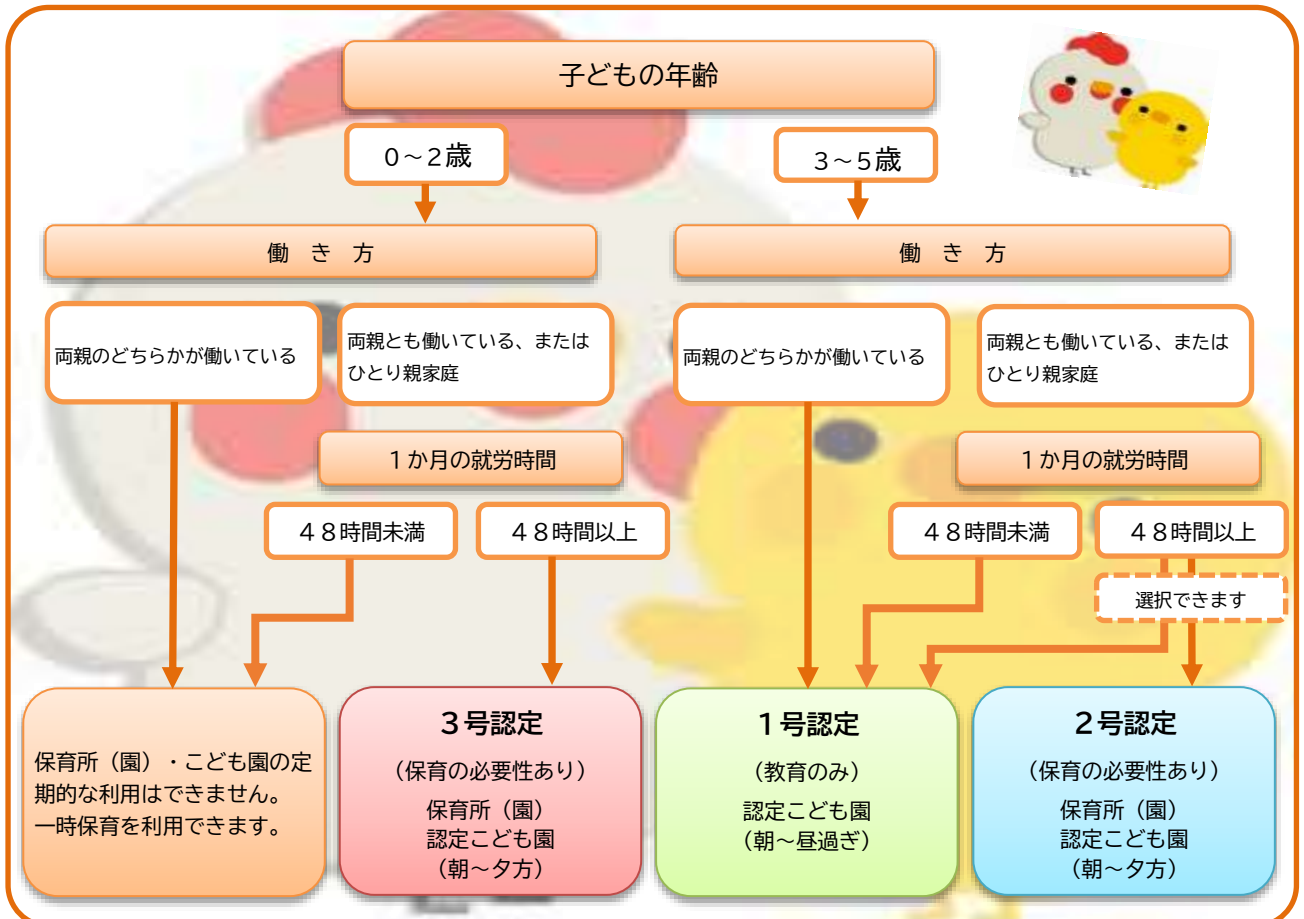 子どもの年齢
０～２歳
３～５歳
働　き　方
働　き　方
両親のどちらかが働いている
両親とも働いている、または
ひとり親家庭
両親のどちらかが働いている
両親とも働いている、または
ひとり親家庭
１か月の就労時間
１か月の就労時間
４８時間未満
４８時間以上
４８時間未満
４８時間以上
選択できます
保育所（園）・こども園の定
期的な利用はできません。
一時保育を利用できます。
３号認定
（保育の必要性あり）
保育所（園）
認定こども園
（朝～夕方）
１号認定
（教育のみ）
認定こども園
（朝～昼過ぎ）
２号認定
（保育の必要性あり）
保育所（園）
認定こども園
（朝～夕方）